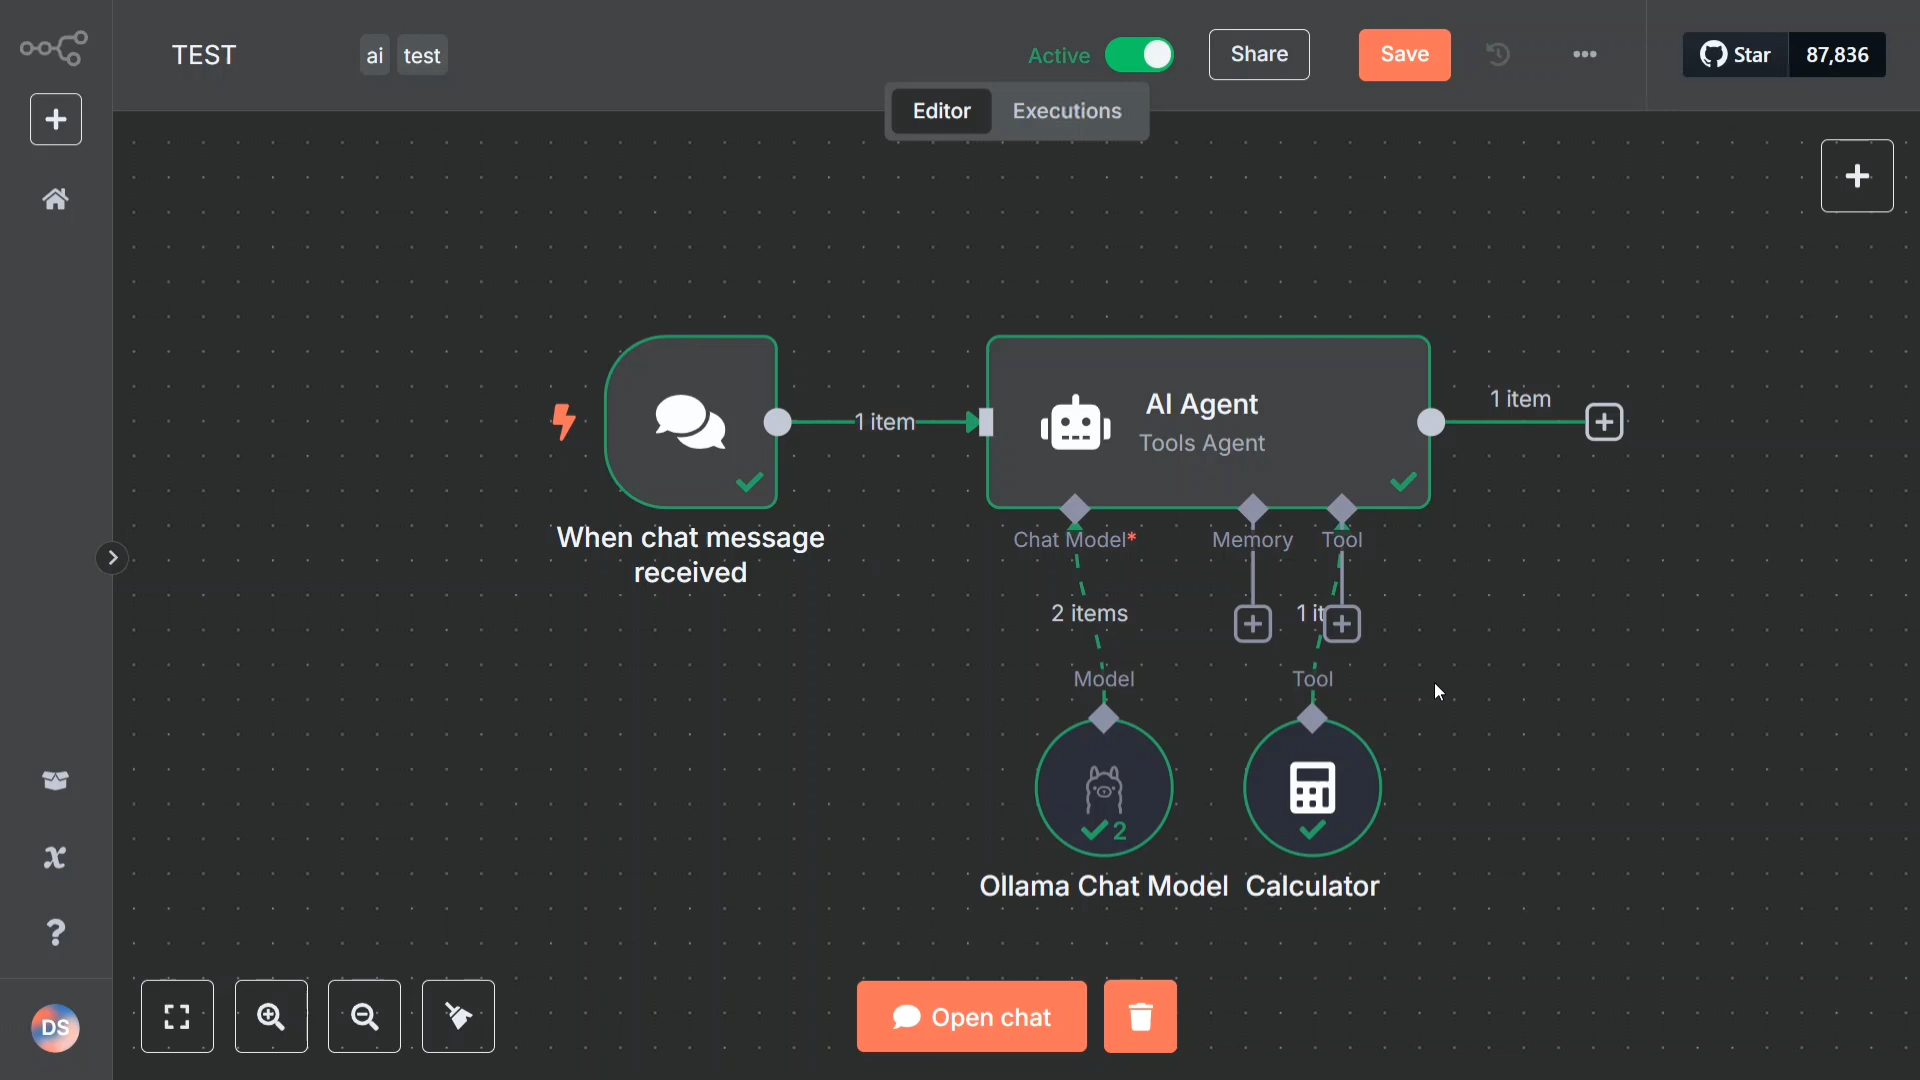 TEST
ai
test
Active
Share
Save
Star
87,836
Editor
Executions
1 item
AI Agent
Tools Agent
1 item
When chat message
received
Chat Model*
Memory
Tool
2 items
1 it
Model
Tool
2
Ollama Chat Model
Calculator
DS
Open chat